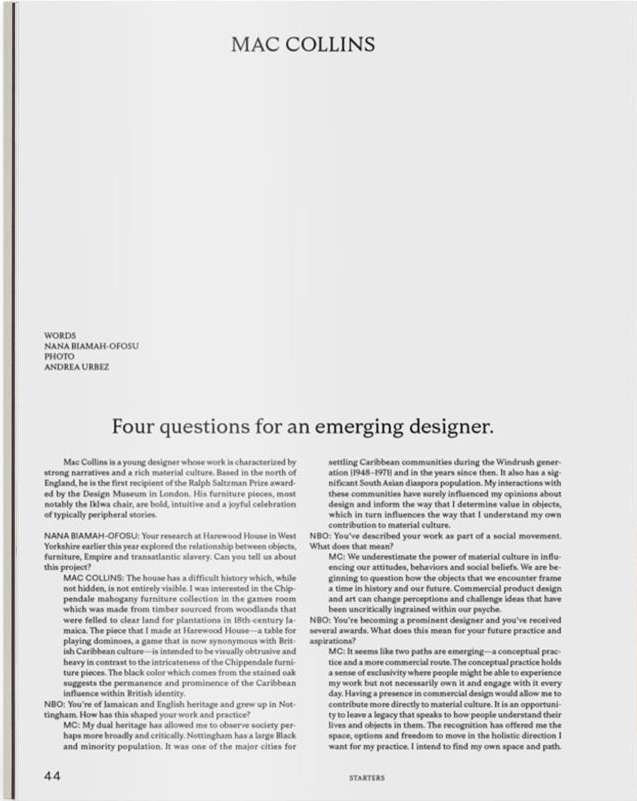 MAC COLLINS
WORDS
NANA BIAMAH-OFOSU
PHOTO
ANDREA URBEZ
Four questions for an emerging designer.
Mac Collins is a young designer whose work is characterized by
strong narratives and a rich material culture. Based in the north of
England, he is the first recipient of the Ralph Saltzman Prize award-
ed by the Design Museum in London. His furniture pieces, most
notably the Iklwa chair, are bold, intuitive and a joyful celebration
of typically peripheral stories.
NANA BIAMAH-OFOSU: Your research at Harewood House in West
Yorkshire earlier this year explored the relationship between objects,
furniture, Empire and transatlantic slavery. Can you tell us about
this project?
MAC COLLINS: The house has a difficult history which, while
not hidden, is not entirely visible. I was interested in the Chip-
pendale mahogany furniture collection in the games room
which was made from timber sourced from woodlands that
were felled to clear land for plantations in 18th-century Ja-
maica. The piece that I made at Harewood House—a table for
playing dominoes, a game that is now synonymous with Brit-
ish Caribbean culture—is intended to be visually obtrusive and
heavy in contrast to the intricateness of the Chippendale furni-
ture pieces. The black color which comes from the stained oak
suggests the permanence and prominence of the Caribbean
influence within British identity.
NBO: You're of Jamaican and English heritage and grew up in Not-
tingham. How has this shaped your work and practice?
MC: My dual heritage has allowed me to observe society per-
haps more broadly and critically. Nottingham has a large Black
and minority population. It was one of the major cities for
settling Caribbean communities during the Windrush gener-
ation [1948–1971] and in the years since then. It also has a sig-
nificant South Asian diaspora population. My interactions with
these communities have surely influenced my opinions about
design and inform the way that I determine value in objects,
which in turn influences the way that I understand my own
contribution to material culture.
NBO: You've described your work as part of a social movement.
What does that mean?
MC: We underestimate the power of material culture in influ-
encing our attitudes, behaviors and social beliefs. We are be-
ginning to question how the objects that we encounter frame
a time in history and our future. Commercial product design
and art can change perceptions and challenge ideas that have
been uncritically ingrained within our psyche.
NBO: You're becoming a prominent designer and you've received
several awards. What does this mean for your future practice and
aspirations?
MC: It seems like two paths are emerging—a conceptual prac-
tice and a more commercial route. The conceptual practice holds
a sense of exclusivity where people might be able to experience
my work but not necessarily own it and engage with it every
day. Having a presence in commercial design would allow me to
contribute more directly to material culture. It is an opportuni-
ty to leave a legacy that speaks to how people understand their
lives and objects in them. The recognition has offered me the
space, options and freedom to move in the holistic direction I
want for my practice. I intend to find my own space and path.
44
STARTERS